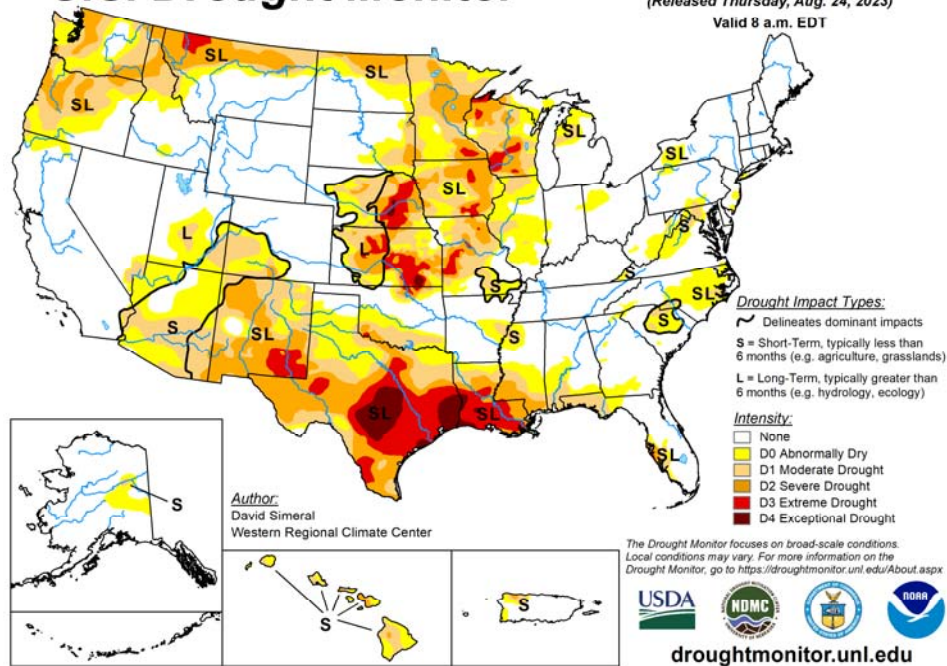 U.S. Drought Monitor
(Released Thursday, Aug. 24, 2023)
Valid 8 a.m. EDT
SL
SL
SL
SL
SL
SL
SL
L
L
S
S
S
S
SL
S
S
SL
SL
SL
SL
S
S
S
S
Drought Impact Types:
Delineates dominant impacts
S = Short-Term, typically less than
6 months (e.g. agriculture, grasslands)
L = Long-Term, typically greater than
6 months (e.g. hydrology, ecology)
Intensity:
None
D0 Abnormally Dry
D1 Moderate Drought
D2 Severe Drought
D3 Extreme Drought
D4 Exceptional Drought
Author:
David Simeral
Western Regional Climate Center
The Drought Monitor focuses on broad-scale conditions.
Local conditions may vary. For more information on the
Drought Monitor, go to https://droughtmonitor.unl.edu/About.aspx
USDA
NDMC
NOAA
droughtmonitor.unl.edu